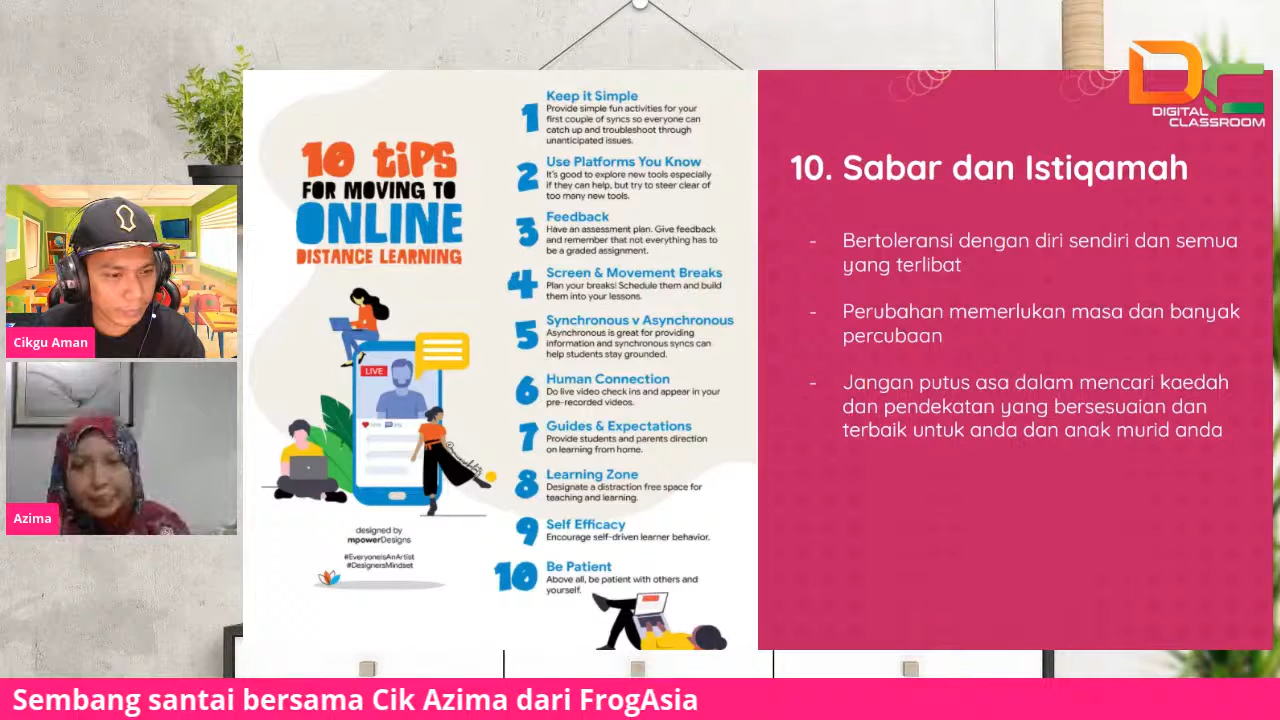 DIGITAL
CLASSROOM
Cikgu Aman
Azima
10 TIPS
FOR MOVING TO
ONLINE
DISTANCE LEARNING
LIVE
designed by
mpowerDesigns
#EveryoneIsAnArtist
#DesignersMindset
1
Keep it Simple
Provide simple fun activities for your
first couple of syncs so everyone can
catch up and troubleshoot through
unanticipated issues.
2
Use Platforms You Know
It's good to explore new tools especially
if they can help, but try to steer clear of
too many new tools.
3
Feedback
Have an assessment plan. Give feedback
and remember that not everything has to
be a graded assignment.
4
Screen & Movement Breaks
Plan your breaks! Schedule them and build
them into your lessons.
5
Synchronous v Asynchronous
Asynchronous is great for providing
information and synchronous syncs can
help students stay grounded.
6
Human Connection
Do live video check ins and appear in your
pre-recorded videos.
7
Guides & Expectations
Provide students and parents direction
on learning from home.
8
Learning Zone
Designate a distraction free space for
teaching and learning.
9
Self Efficacy
Encourage self-driven learner behavior.
10
Be Patient
Above all, be patient with others and
yourself.
10. Sabar dan Istiqamah
- Bertoleransi dengan diri sendiri dan semua
yang terlibat
- Perubahan memerlukan masa dan banyak
percubaan
- Jangan putus asa dalam mencari kaedah
dan pendekatan yang bersesuaian dan
terbaik untuk anda dan anak murid anda
Sembang santai bersama Cik Azima dari FrogAsia